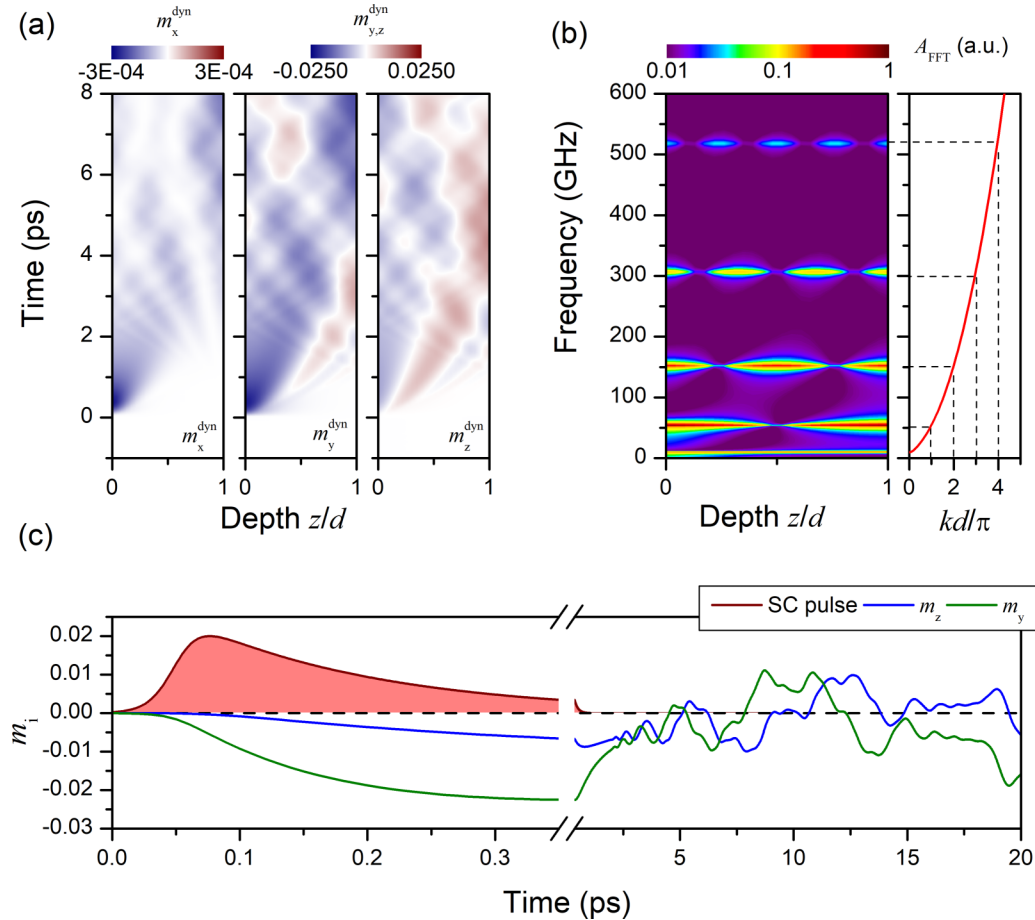 (a)
m_x^dyn
m_y,z^dyn
-3E-04 3E-04
-0.0250 0.0250
Time (ps)
8
6
4
2
0
m_x^dyn
m_y^dyn
m_z^dyn
0 1 0 1 0 1
Depth z/d
(b)
A_FFT (a.u.)
0.01 0.1 1
Frequency (GHz)
600
500
400
300
200
100
0
0 1
Depth z/d
0 2 4
kd/π
(c)
SC pulse m_z m_y
m_i
0.02
0.01
0.00
-0.01
-0.02
-0.03
0.0 0.1 0.2 0.3 5 10 15 20
Time (ps)